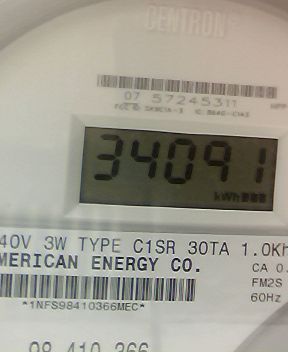 CENTRON®
07 57245311
34091
kWh
40V 3W TYPE C1SR 30TA 1.0Kh
MERICAN ENERGY CO.
CA 0.
FM2S
60Hz
*1NFS98410366MEC*
98 410 366